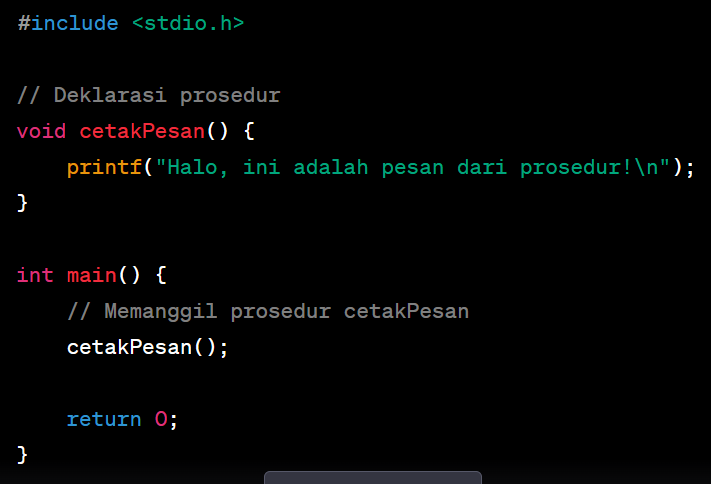 #include <stdio.h>
// Deklarasi prosedur
void cetakPesan() {
printf("Halo, ini adalah pesan dari prosedur!\n");
}
int main() {
// Memanggil prosedur cetakPesan
cetakPesan();
return 0;
}